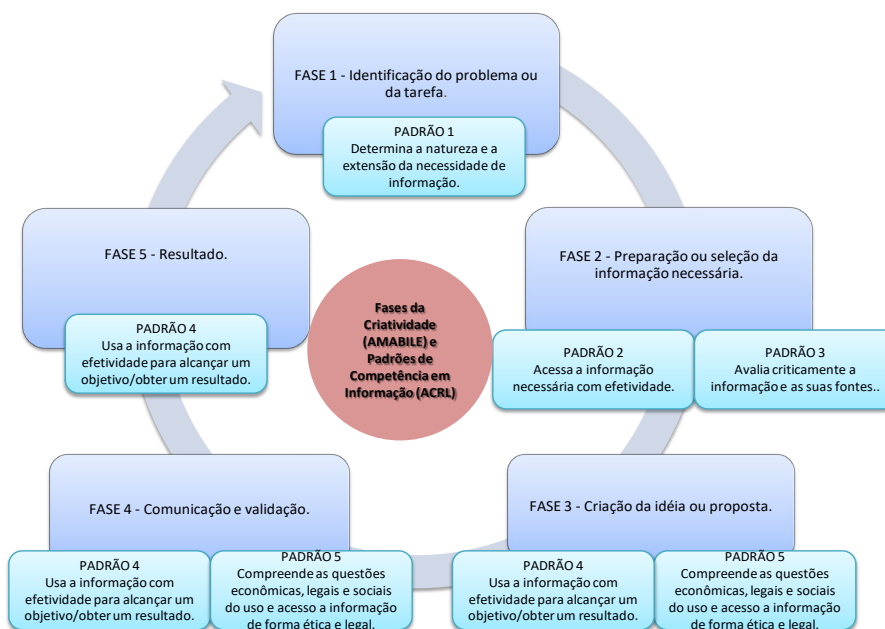 FASE 1 - Identificação do problema ou
da tarefa.
PADRÃO 1
Determina a natureza e a
extensão da necessidade de
informação.
FASE 2 - Preparação ou seleção da
informação necessária.
PADRÃO 2
Acessa a informação
necessária com efetividade.
PADRÃO 3
Avalia criticamente a
informação e as suas fontes..
FASE 3 - Criação da idéia ou proposta.
PADRÃO 4
Usa a informação com
efetividade para alcançar um
objetivo/obter um resultado.
PADRÃO 5
Compreende as questões
econômicas, legais e sociais
do uso e acesso a informação
de forma ética e legal.
FASE 4 - Comunicação e validação.
PADRÃO 4
Usa a informação com
efetividade para alcançar um
objetivo/obter um resultado.
PADRÃO 5
Compreende as questões
econômicas, legais e sociais
do uso e acesso a informação
de forma ética e legal.
FASE 5 - Resultado.
PADRÃO 4
Usa a informação com
efetividade para alcançar um
objetivo/obter um resultado.
Fases da
Criatividade
(AMABILE) e
Padrões de
Competência em
Informação (ACRL)